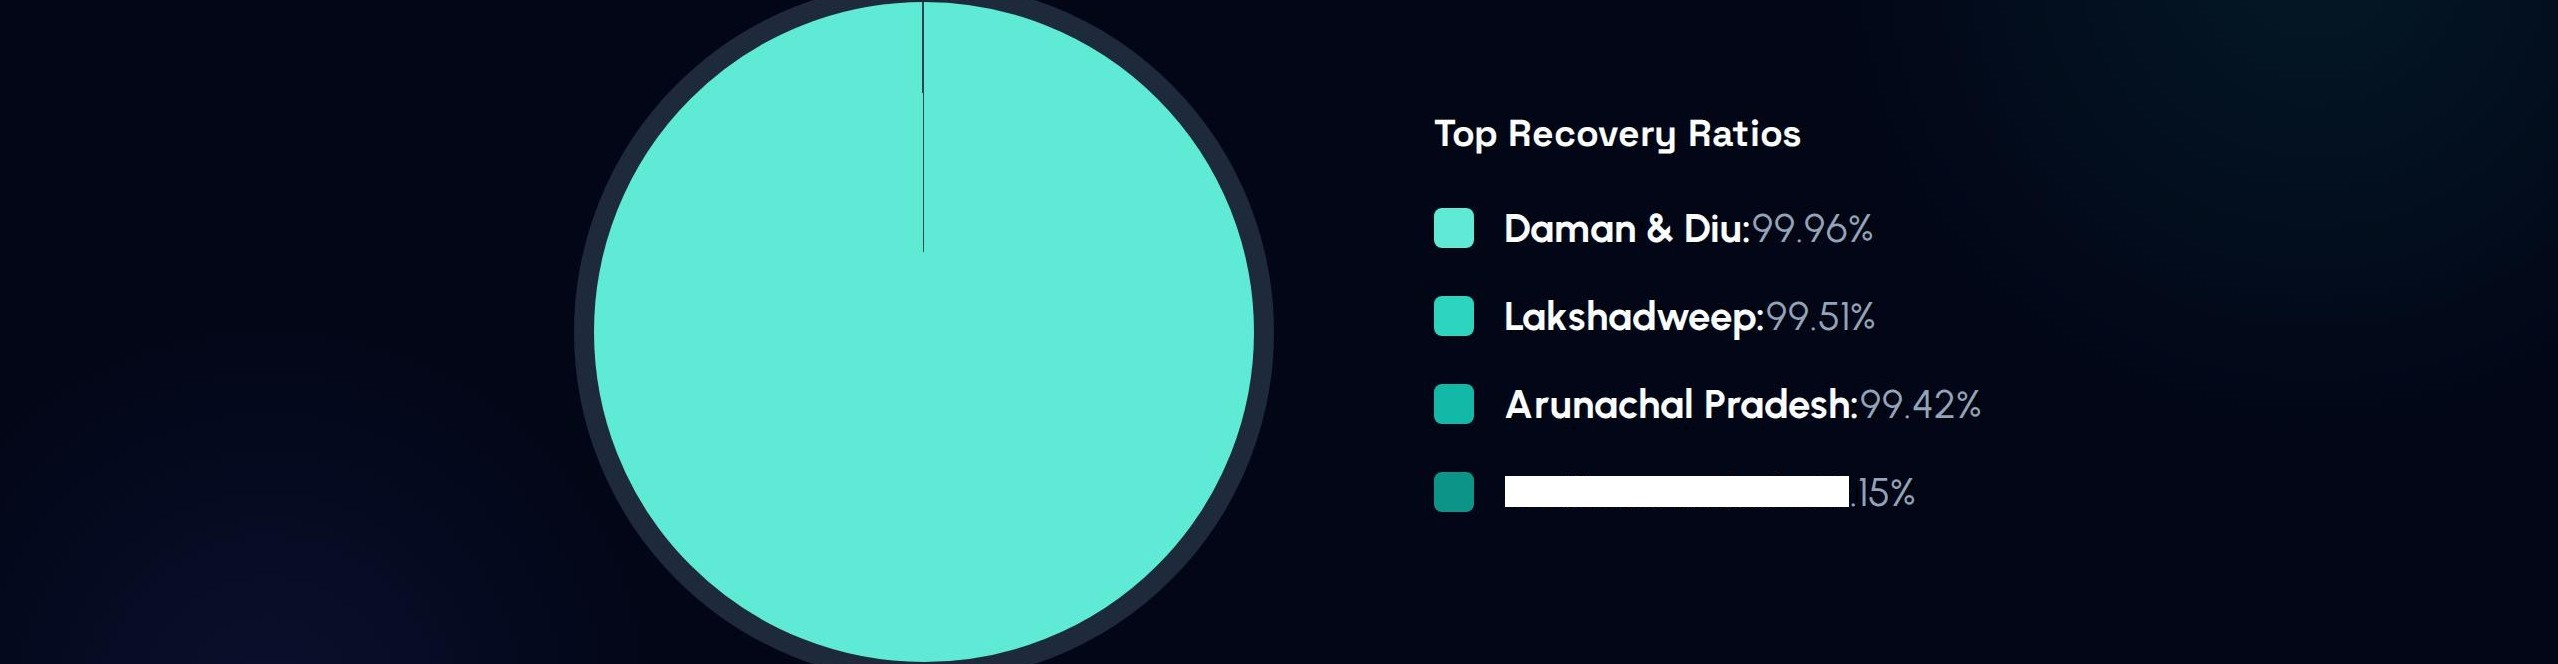 Top Recovery Ratios
Daman & Diu:99.96%
Lakshadweep:99.51%
Arunachal Pradesh:99.42%
.15%